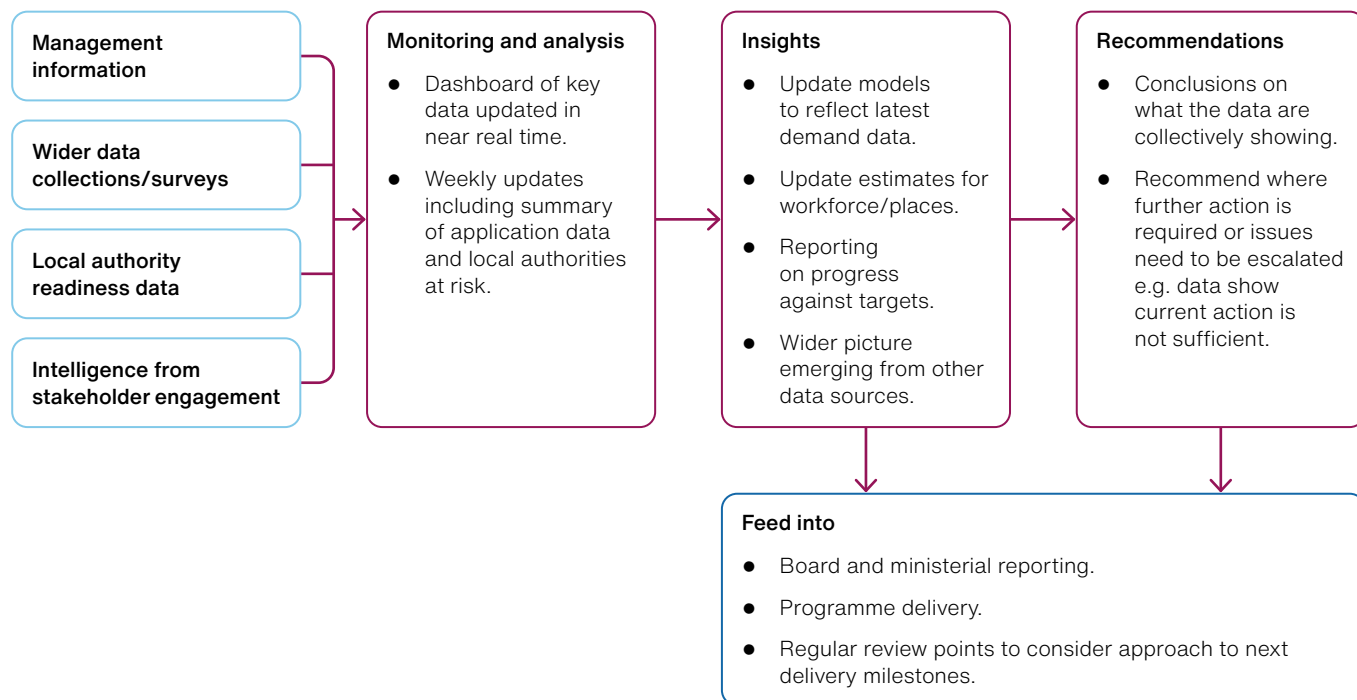 Management
information
Wider data
collections/surveys
Local authority
readiness data
Intelligence from
stakeholder engagement
Monitoring and analysis
● Dashboard of key
data updated in
near real time.
● Weekly updates
including summary
of application data
and local authorities
at risk.
Insights
● Update models
to reflect latest
demand data.
● Update estimates for
workforce/places.
● Reporting
on progress
against targets.
● Wider picture
emerging from other
data sources.
Recommendations
● Conclusions on
what the data are
collectively showing.
● Recommend where
further action is
required or issues
need to be escalated
e.g. data show
current action is
not sufficient.
Feed into
● Board and ministerial reporting.
● Programme delivery.
● Regular review points to consider approach to next
delivery milestones.